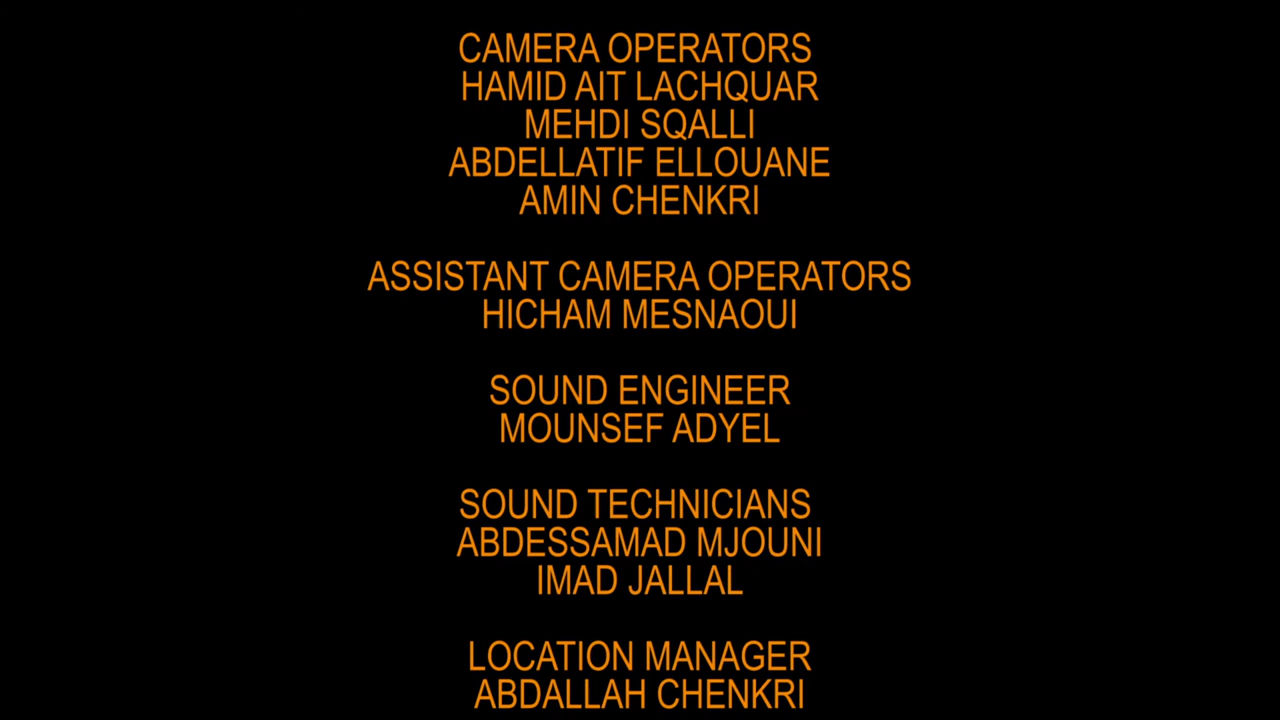 CAMERA OPERATORS
HAMID AIT LACHQUAR
MEHDI SQALLI
ABDELLATIF ELLOUANE
AMIN CHENKRI
ASSISTANT CAMERA OPERATORS
HICHAM MESNAOUI
SOUND ENGINEER
MOUNSEF ADYEL
SOUND TECHNICIANS
ABDESSAMAD MJOUNI
IMAD JALLAL
LOCATION MANAGER
ABDALLAH CHENKRI